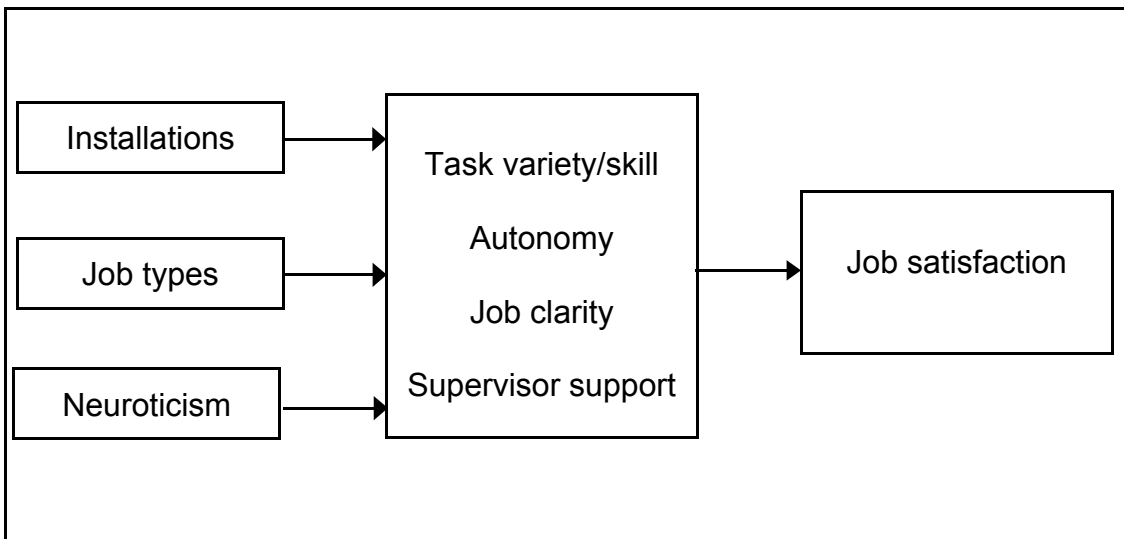 Installations
Job types
Neuroticism
Task variety/skill
Autonomy
Job clarity
Supervisor support
Job satisfaction